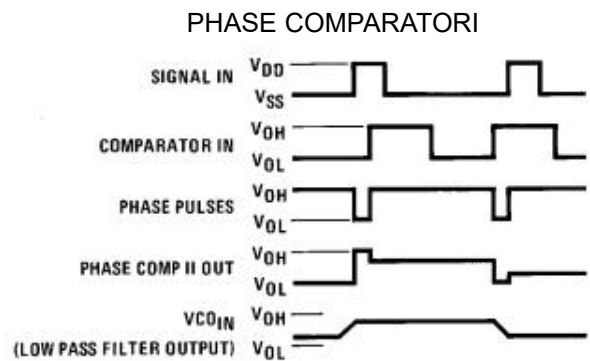 PHASE COMPARATORI
SIGNAL IN
VDD
VSS
COMPARATOR IN
VOH
VOL
PHASE PULSES
VOH
VOL
PHASE COMP II OUT
VOH
VOL
VCOIN
(LOW PASS FILTER OUTPUT)
VOH
VOL